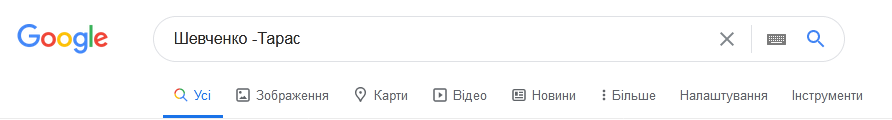 Google Шевченко -Тарас
Усі Зображення Карти Відео Новини Більше Налаштування Інструменти